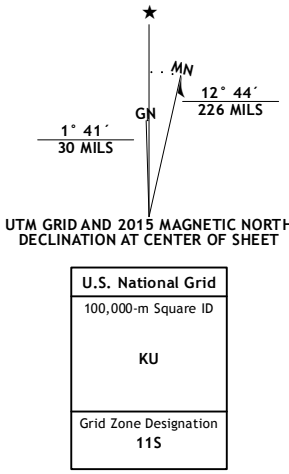 ★
MN
12° 44´
226 MILS
GN
1° 41´
30 MILS
UTM GRID AND 2015 MAGNETIC NORTH
DECLINATION AT CENTER OF SHEET
U.S. National Grid
100,000-m Square ID
KU
Grid Zone Designation
11S